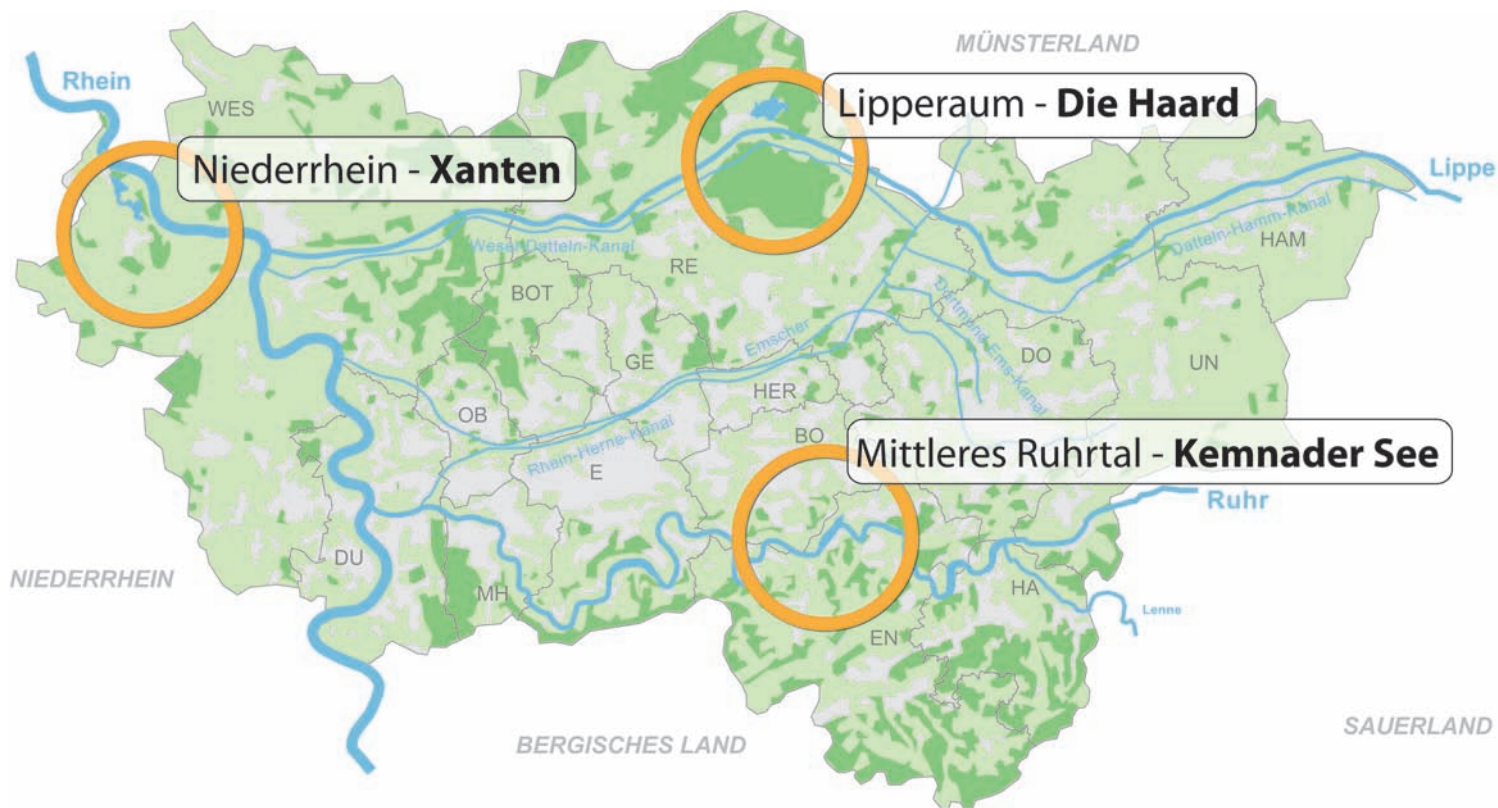 MÜNSTERLAND
Rhein
Lipperaum - Die Haard
WES
Niederrhein - Xanten
Lippe
Datteln-Hamm-Kanal
HAM
Wesel-Datteln-Kanal
RE
BOT
Dortmund-Ems-Kanal
Emscher
GE
DO
UN
HER
OB
BO
Rhein-Herne-Kanal
E
Mittleres Ruhrtal - Kemnader See
Ruhr
DU
NIEDERRHEIN
MH
HA
Lenne
EN
SAUERLAND
BERGISCHES LAND